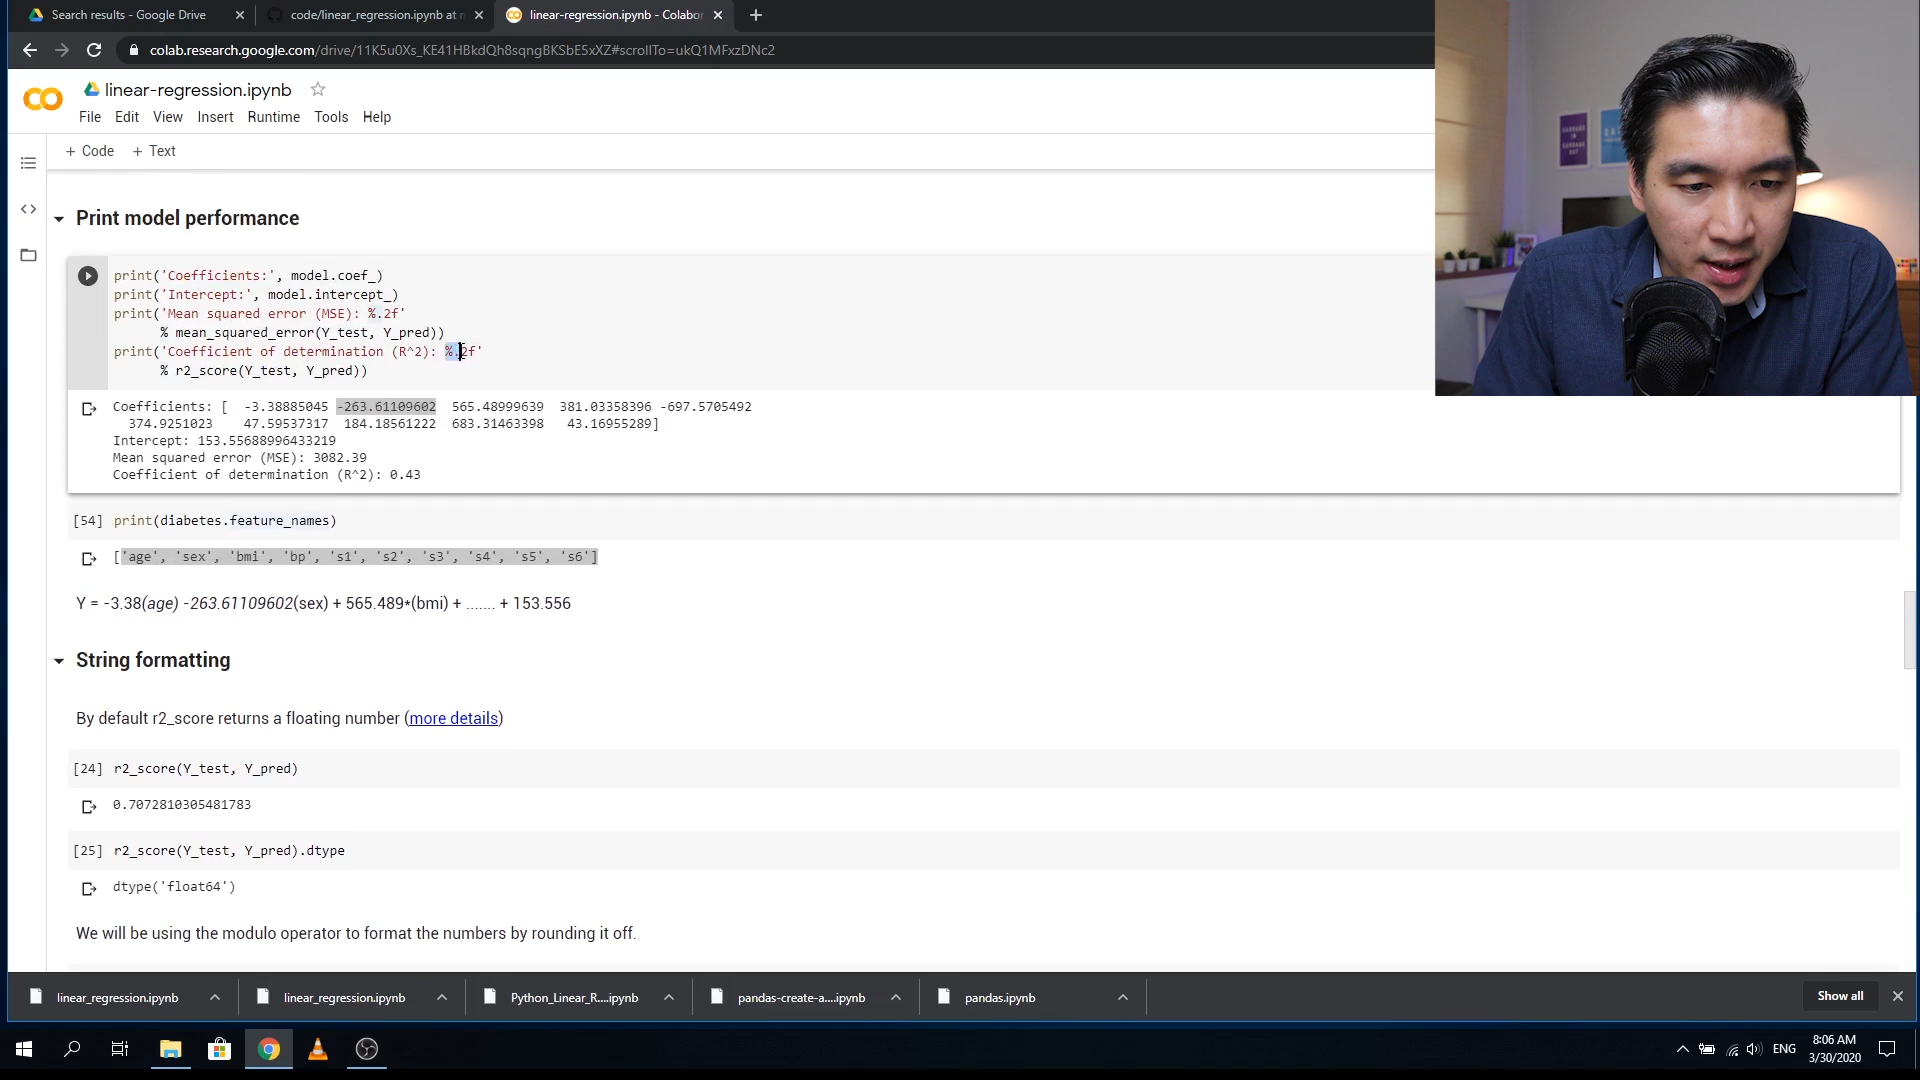 Search results - Google Drive
code/linear_regression.ipynb at
linear-regression.ipynb - Colabor
colab.research.google.com/drive/11K5u0Xs_KE41HBkdQh8sqngBKSbE5xXZ#scrollTo=ukQ1MFxzDNc2
linear-regression.ipynb
File Edit View Insert Runtime Tools Help
+ Code + Text
Print model performance
print('Coefficients:', model.coef_)
print('Intercept:', model.intercept_)
print('Mean squared error (MSE): %.2f'
% mean_squared_error(Y_test, Y_pred))
print('Coefficient of determination (R^2): %.2f'
% r2_score(Y_test, Y_pred))
Coefficients: [ -3.38885045 -263.61109602 565.48999639 381.03358396 -697.5705492
374.9251023 47.59537317 184.18561222 683.31463398 43.16955289]
Intercept: 153.55688996433219
Mean squared error (MSE): 3082.39
Coefficient of determination (R^2): 0.43
[54] print(diabetes.feature_names)
['age', 'sex', 'bmi', 'bp', 's1', 's2', 's3', 's4', 's5', 's6']
Y = -3.38(age) -263.61109602(sex) + 565.489*(bmi) + ....... + 153.556
String formatting
By default r2_score returns a floating number (more details)
[24] r2_score(Y_test, Y_pred)
0.7072810305481783
[25] r2_score(Y_test, Y_pred).dtype
dtype('float64')
We will be using the modulo operator to format the numbers by rounding it off.
linear_regression.ipynb
linear_regression.ipynb
Python_Linear_R....ipynb
pandas-create-a....ipynb
pandas.ipynb
Show all
ENG
8:06 AM
3/30/2020